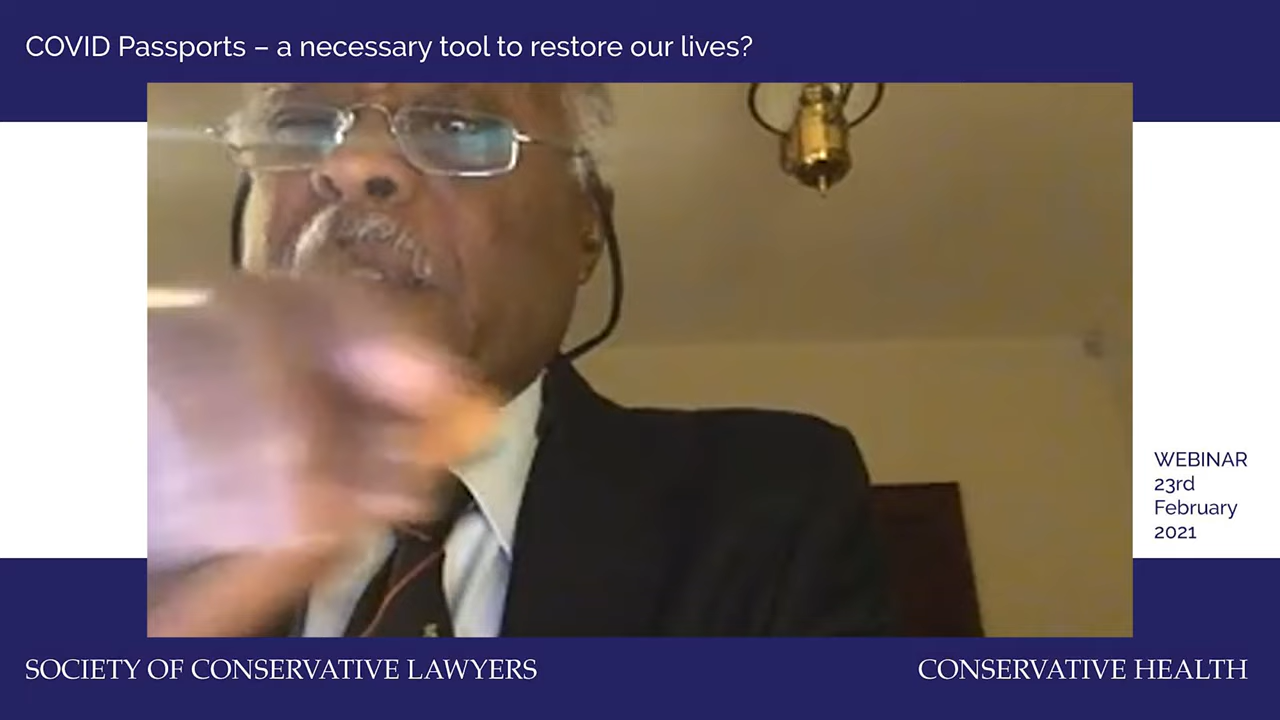 COVID Passports – a necessary tool to restore our lives?
WEBINAR
23rd
February
2021
SOCIETY OF CONSERVATIVE LAWYERS
CONSERVATIVE HEALTH